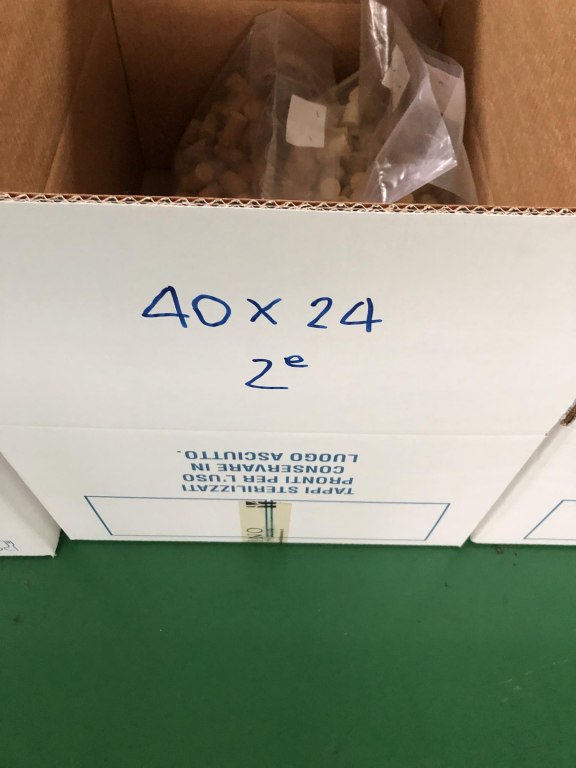 40 x 24
2e
TAPPI STERILIZZATI
PRONTI PER L'USO
CONSERVARE IN
LUOGO ASCIUTTO.